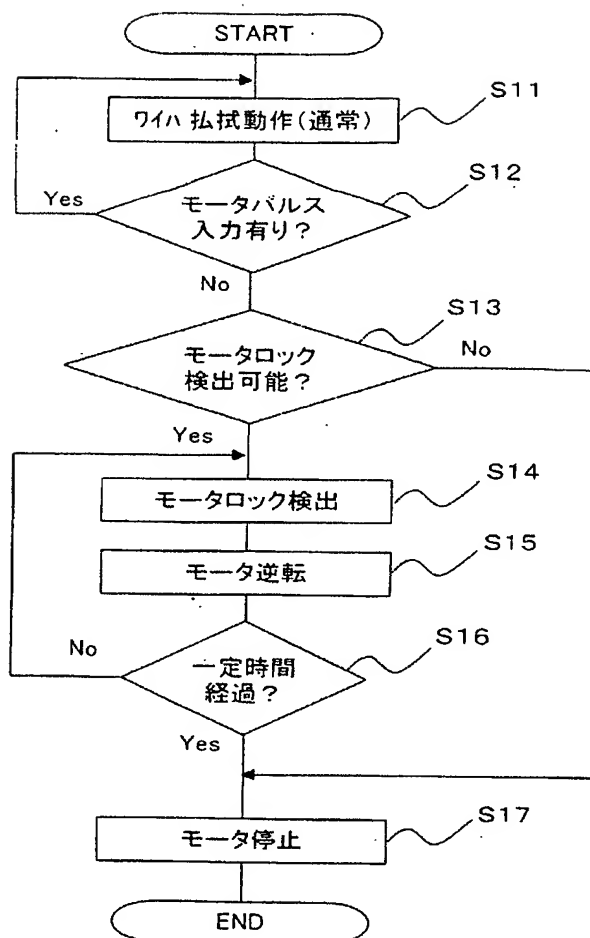 START
S11
ワイハ 払拭動作(通常)
S12
Yes
モータバルス
入力有り?
No
S13
モータロック
No
検出可能?
Yes
S14
モータロック検出
S15
モータ逆転
S16
No
一定時間
経過?
Yes
S17
モータ停止
END